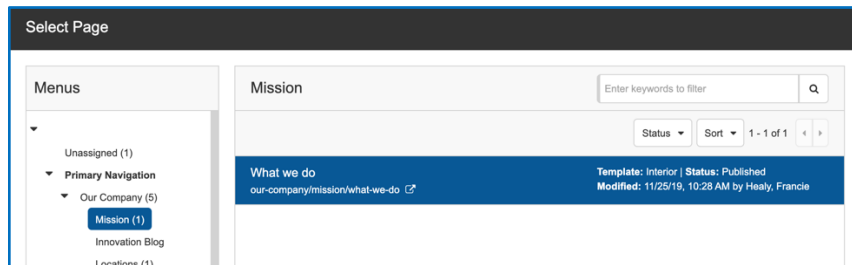 Select Page
Menus
Unassigned (1)
Primary Navigation
Our Company (5)
Mission (1)
Innovation Blog
Locations (1)
Mission
Enter keywords to filter
Status
Sort
1 - 1 of 1
What we do
our-company/mission/what-we-do
Template: Interior | Status: Published
Modified: 11/25/19, 10:28 AM by Healy, Francie